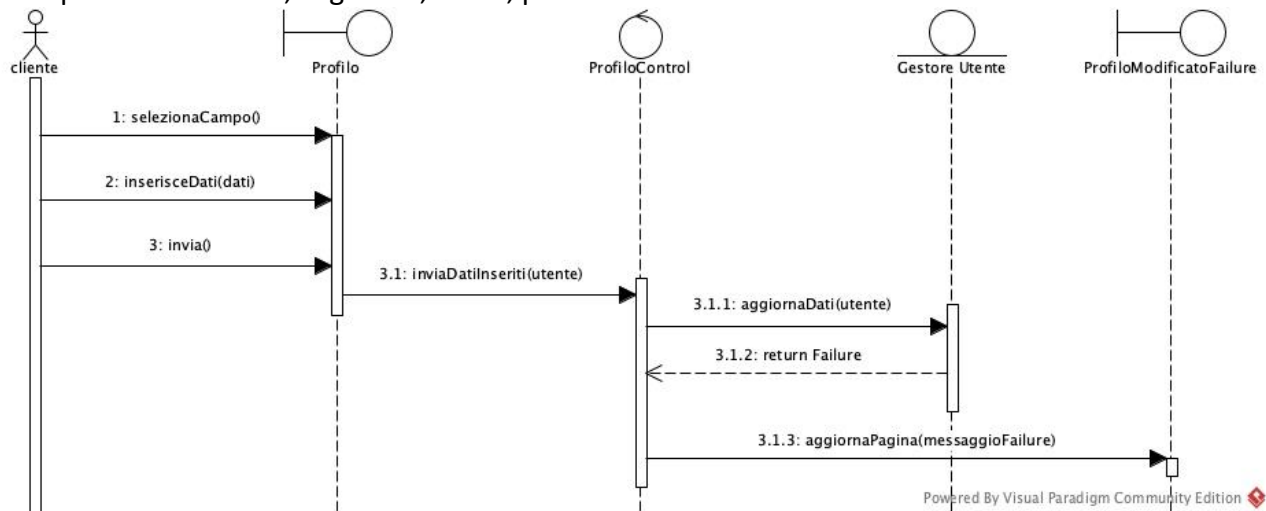 cliente
Profilo
ProfiloControl
Gestore Utente
ProfiloModificatoFailure
1: selezionaCampo()
2: inserisceDati(dati)
3: invia()
3.1: inviaDatiInseriti(utente)
3.1.1: aggiornaDati(utente)
3.1.2: return Failure
3.1.3: aggiornaPagina(messaggioFailure)
Powered By Visual Paradigm Community Edition